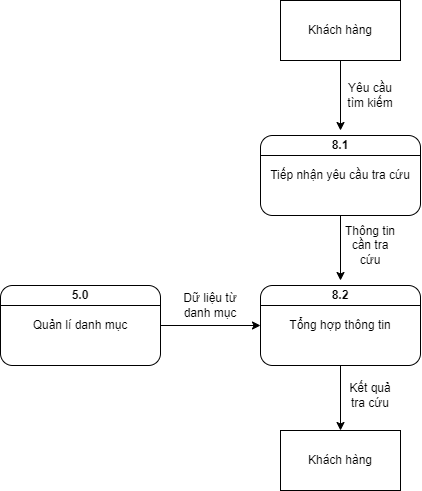 Khách hàng
Yêu cầu
tìm kiếm
8.1
Tiếp nhận yêu cầu tra cứu
Thông tin
cần tra
cứu
5.0
Quản lí danh mục
Dữ liệu từ
danh mục
8.2
Tổng hợp thông tin
Kết quả
tra cứu
Khách hàng